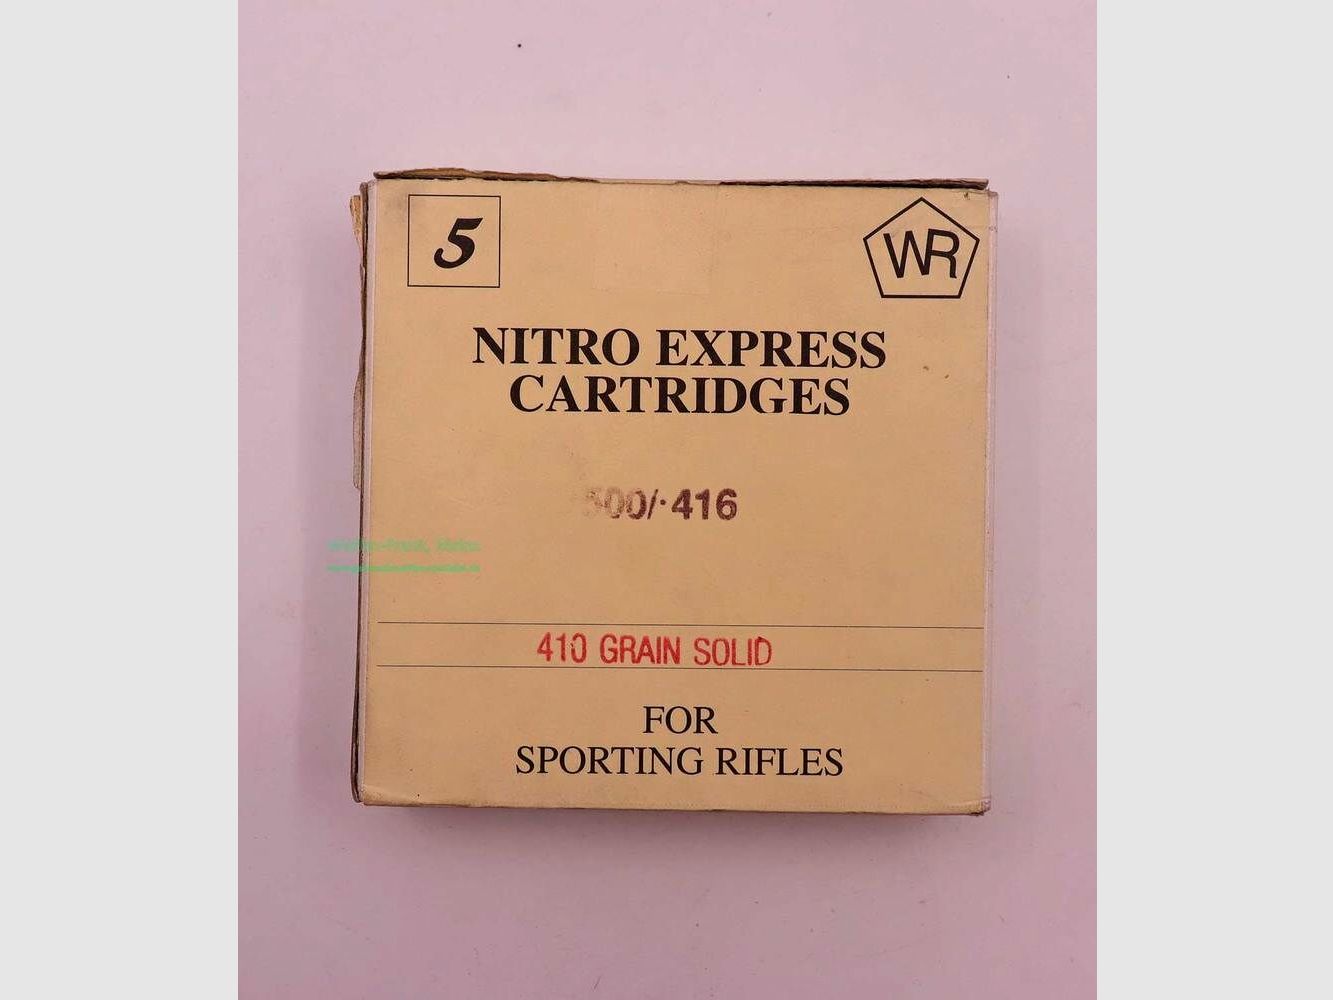 5
WR
NITRO EXPRESS
CARTRIDGES
500/·416
410 GRAIN SOLID
FOR
SPORTING RIFLES